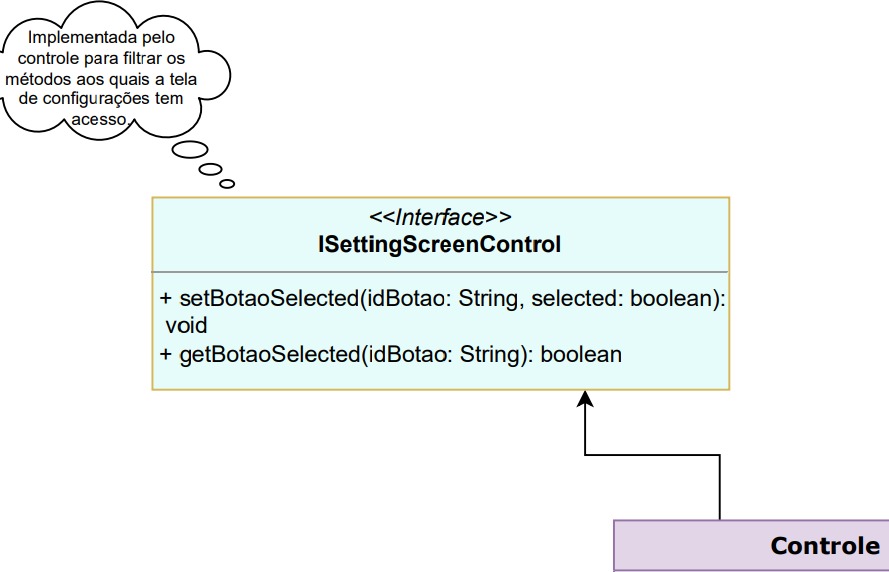 Implementada pelo
controle para filtrar os
métodos aos quais a tela
de configurações tem
acesso.
<<Interface>>
ISettingScreenControl
+ setBotaoSelected(idBotao: String, selected: boolean):
void
+ getBotaoSelected(idBotao: String): boolean
Controle